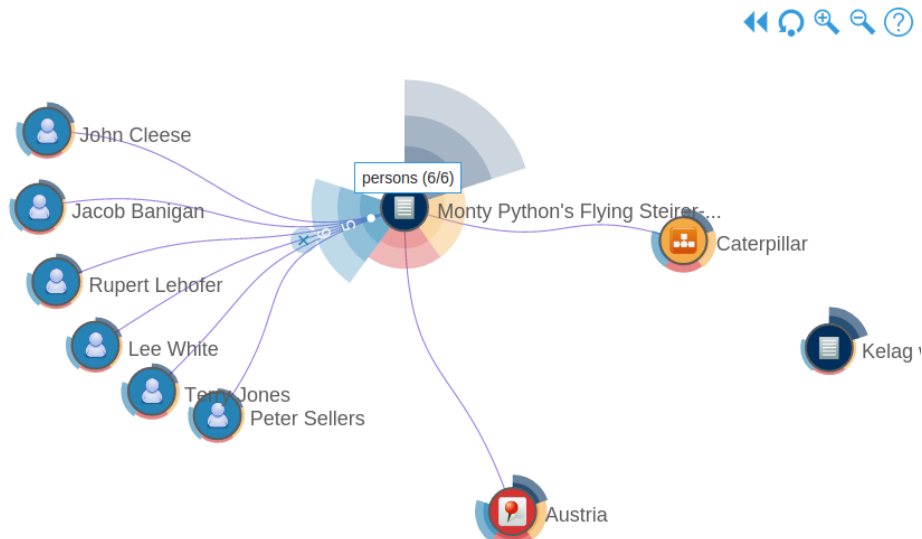 ?
John Cleese
persons (6/6)
Jacob Banigan
Monty Python's Flying Steirer-...
Caterpillar
Rupert Lehofer
Lee White
Kelag
Terry Jones
Peter Sellers
Austria